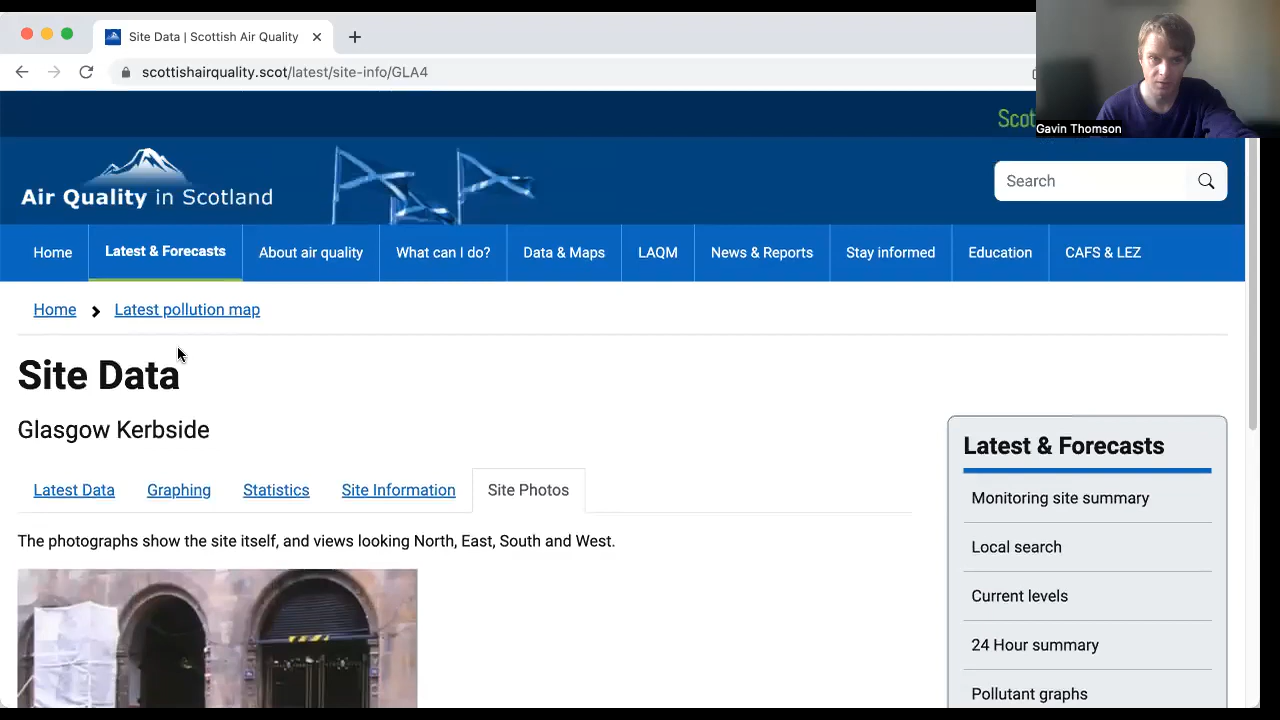 Site Data | Scottish Air Quality
scottishairquality.scot/latest/site-info/GLA4
Scot
Gavin Thomson
Air Quality in Scotland
Search
Home
Latest & Forecasts
About air quality
What can I do?
Data & Maps
LAQM
News & Reports
Stay informed
Education
CAFS & LEZ
Home
Latest pollution map
Site Data
Glasgow Kerbside
Latest Data
Graphing
Statistics
Site Information
Site Photos
The photographs show the site itself, and views looking North, East, South and West.
Latest & Forecasts
Monitoring site summary
Local search
Current levels
24 Hour summary
Pollutant graphs